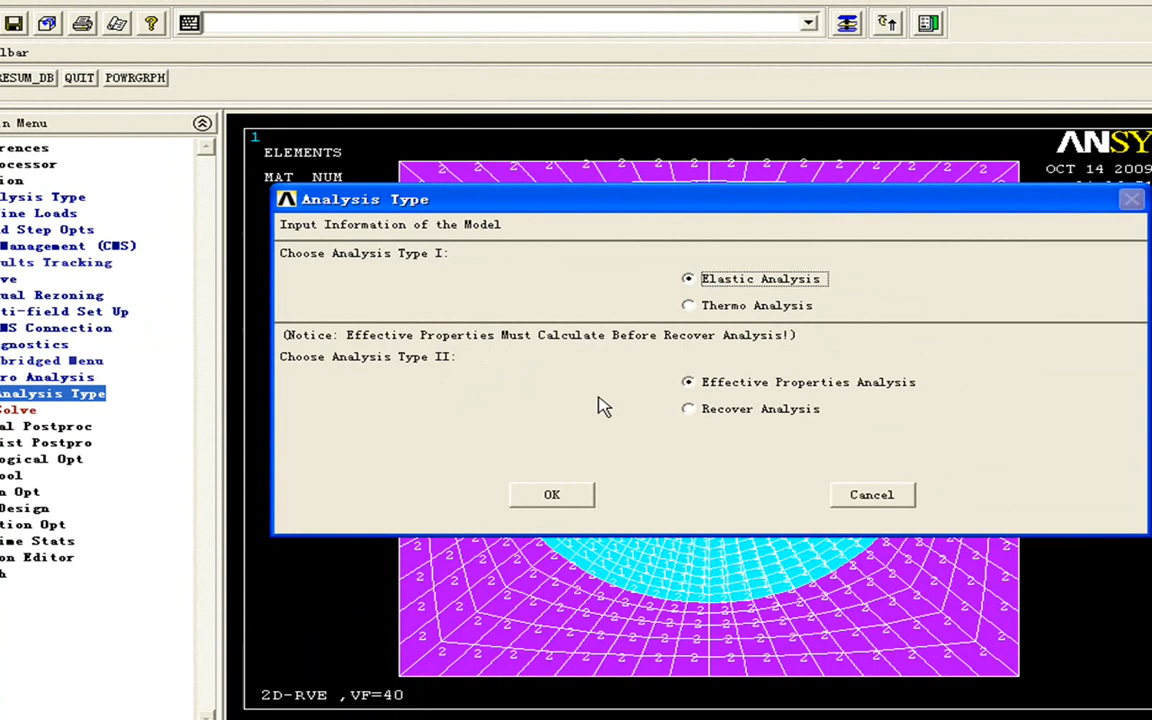 lbar
RESUM_DB QUIT POWRGRPH
n Menu
rences
ocessor
ion
alysis Type
ine Loads
d Step Opts
Management (CMS)
ults Tracking
ve
ual Rezoning
ti-field Set Up
MS Connection
gnostics
bridged Menu
ro Analysis
Analysis Type
Solve
al Postproc
ist Postpro
ogical Opt
ool
n Opt
Design
tion Opt
ime Stats
on Editor
h
1
ELEMENTS
MAT NUM
ANSY
OCT 14 2009
Analysis Type
Input Information of the Model
Choose Analysis Type I:
Elastic Analysis
Thermo Analysis
(Notice: Effective Properties Must Calculate Before Recover Analysis!)
Choose Analysis Type II:
Effective Properties Analysis
Recover Analysis
OK Cancel
2D-RVE ,VF=40